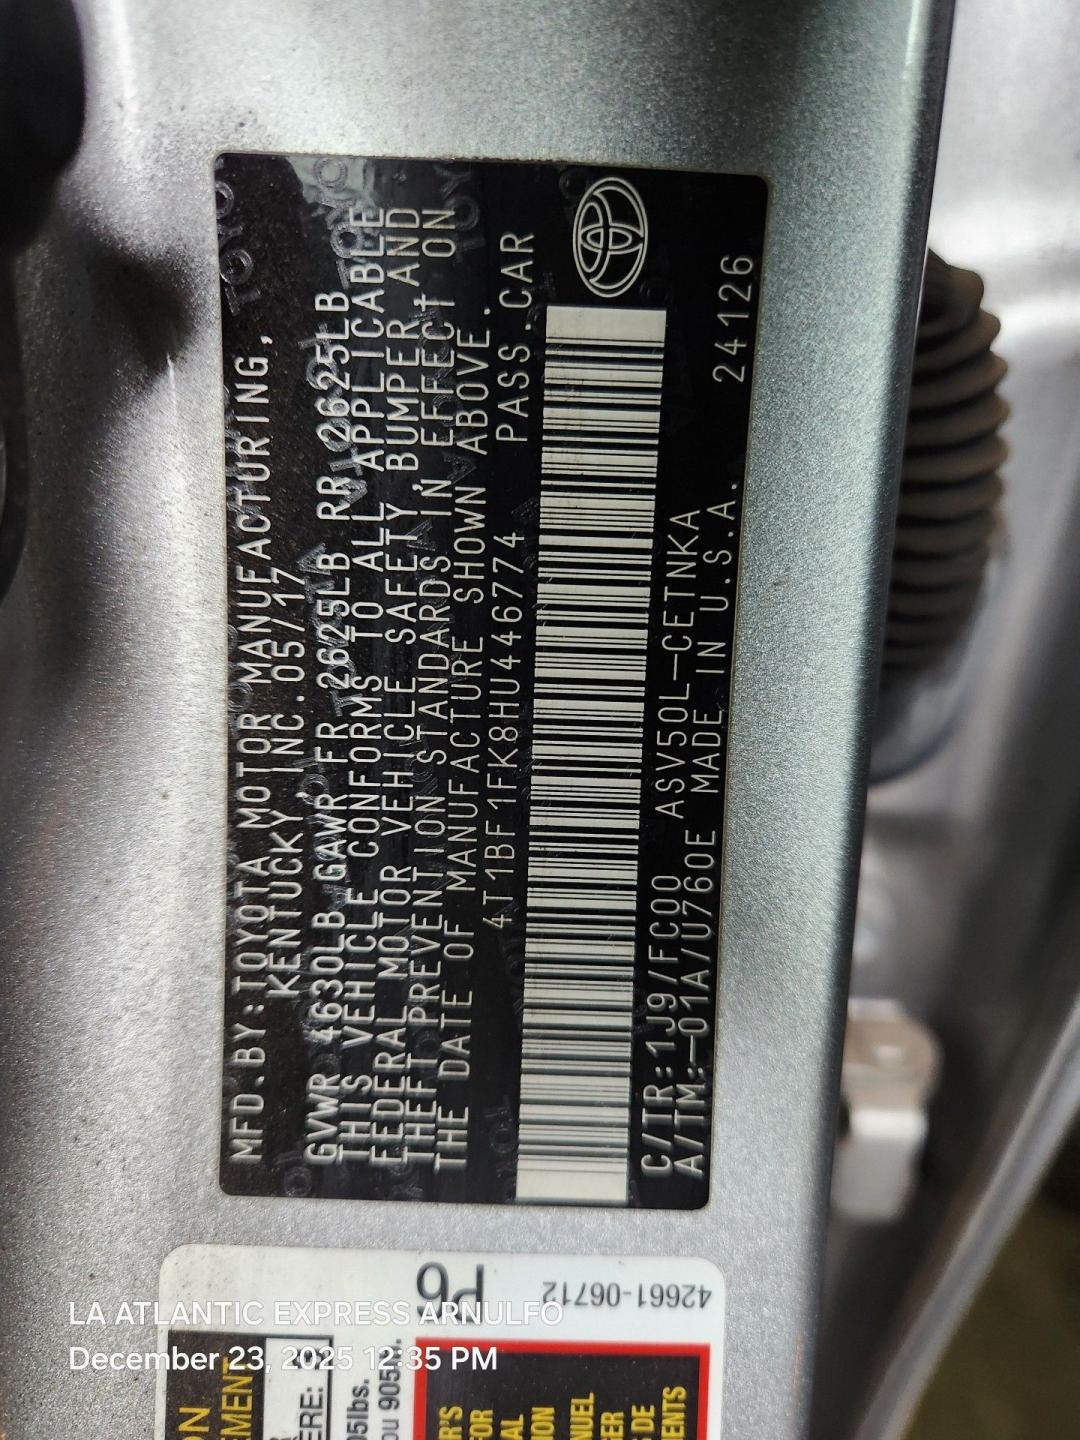 MFD.BY:TOYOTA MOTOR MANUFACTURING,
KENTUCKY,INC.05/17
GVWR 4630LB GAWR FR 2625LB RR 2625LB
THIS VEHICLE CONFORMS TO ALL APPLICABLE
FEDERAL MOTOR VEHICLE SAFETY,BUMPER,AND
THEFT PREVENTION STANDARDS IN EFFECT ON
THE DATE OF MANUFACTURE SHOWN ABOVE.
4T1BF1FK8HU446774 PASS.CAR
C/TR:1J9/FC00 ASV50L-CETNKA
A/TM:-01A/U760E MADE IN U.S.A. 24126
P6
42661-06712
LA ATLANTIC EXPRESS ARNULFO
December 23, 2025 12:35 PM